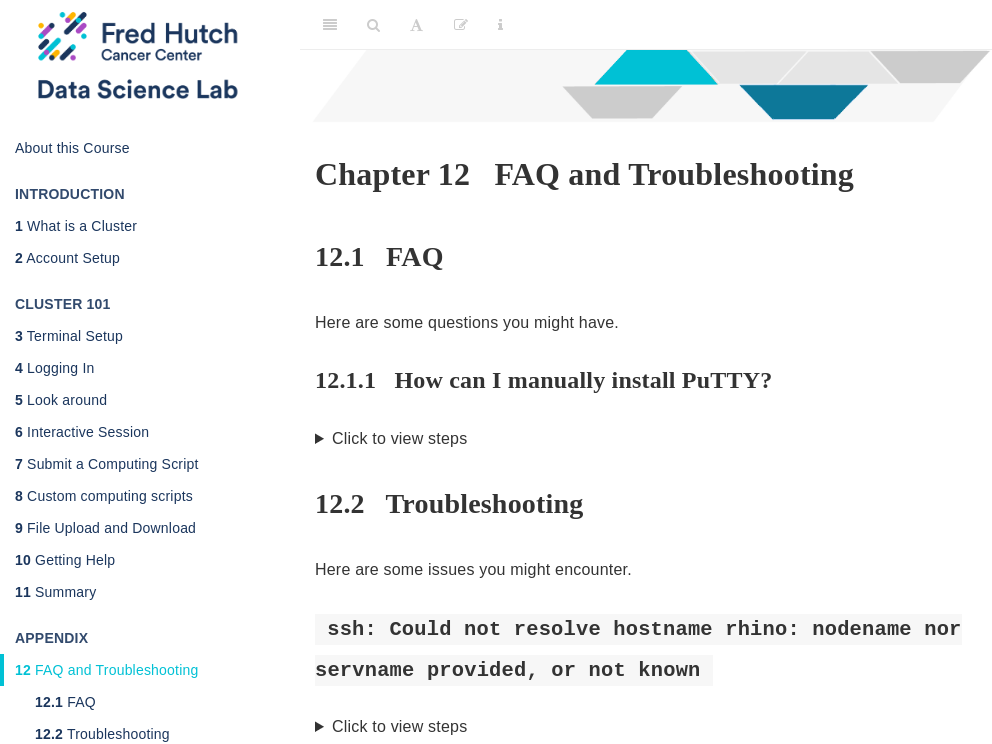 Fred Hutch
Cancer Center
Data Science Lab
About this Course
INTRODUCTION
1 What is a Cluster
2 Account Setup
CLUSTER 101
3 Terminal Setup
4 Logging In
5 Look around
6 Interactive Session
7 Submit a Computing Script
8 Custom computing scripts
9 File Upload and Download
10 Getting Help
11 Summary
APPENDIX
12 FAQ and Troubleshooting
12.1 FAQ
12.2 Troubleshooting
Chapter 12 FAQ and Troubleshooting
12.1 FAQ
Here are some questions you might have.
12.1.1 How can I manually install PuTTY?
Click to view steps
12.2 Troubleshooting
Here are some issues you might encounter.
ssh: Could not resolve hostname rhino: nodename nor
servname provided, or not known
Click to view steps